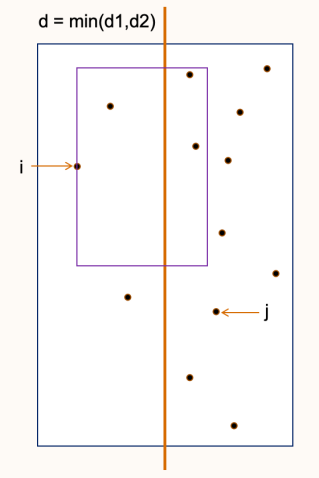 d = min(d1,d2)
i
j